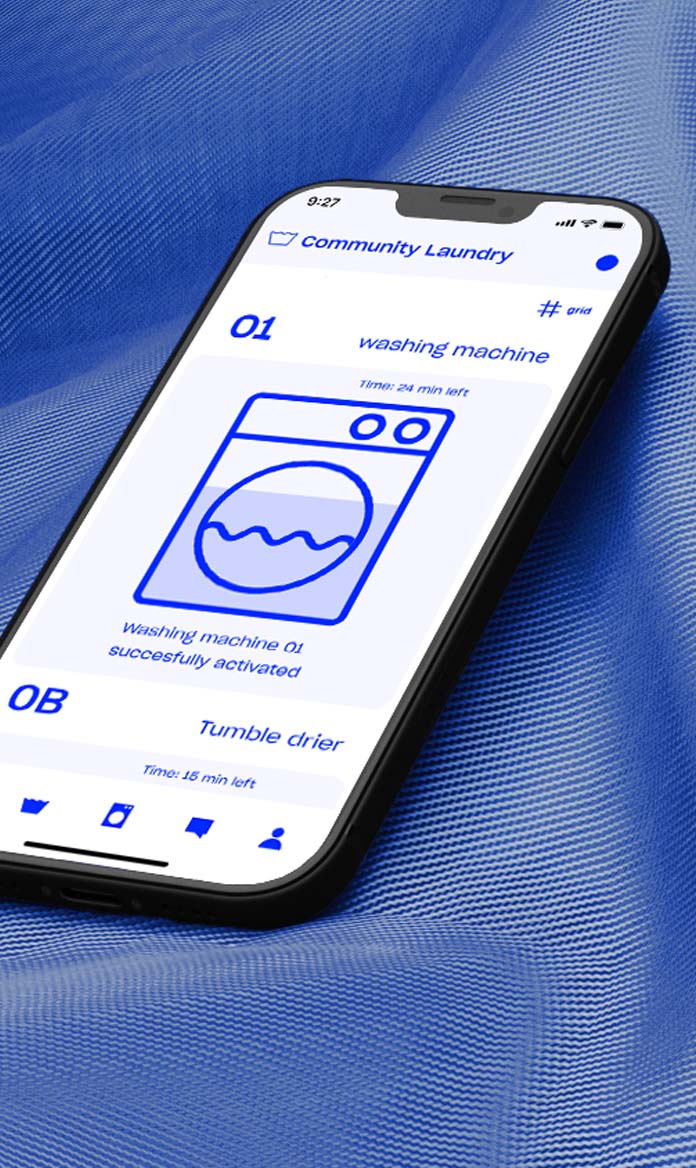 9:27
Community Laundry
# grid
01
washing machine
Time: 24 min left
Washing machine 01
succesfully activated
0B
Tumble drier
Time: 15 min left